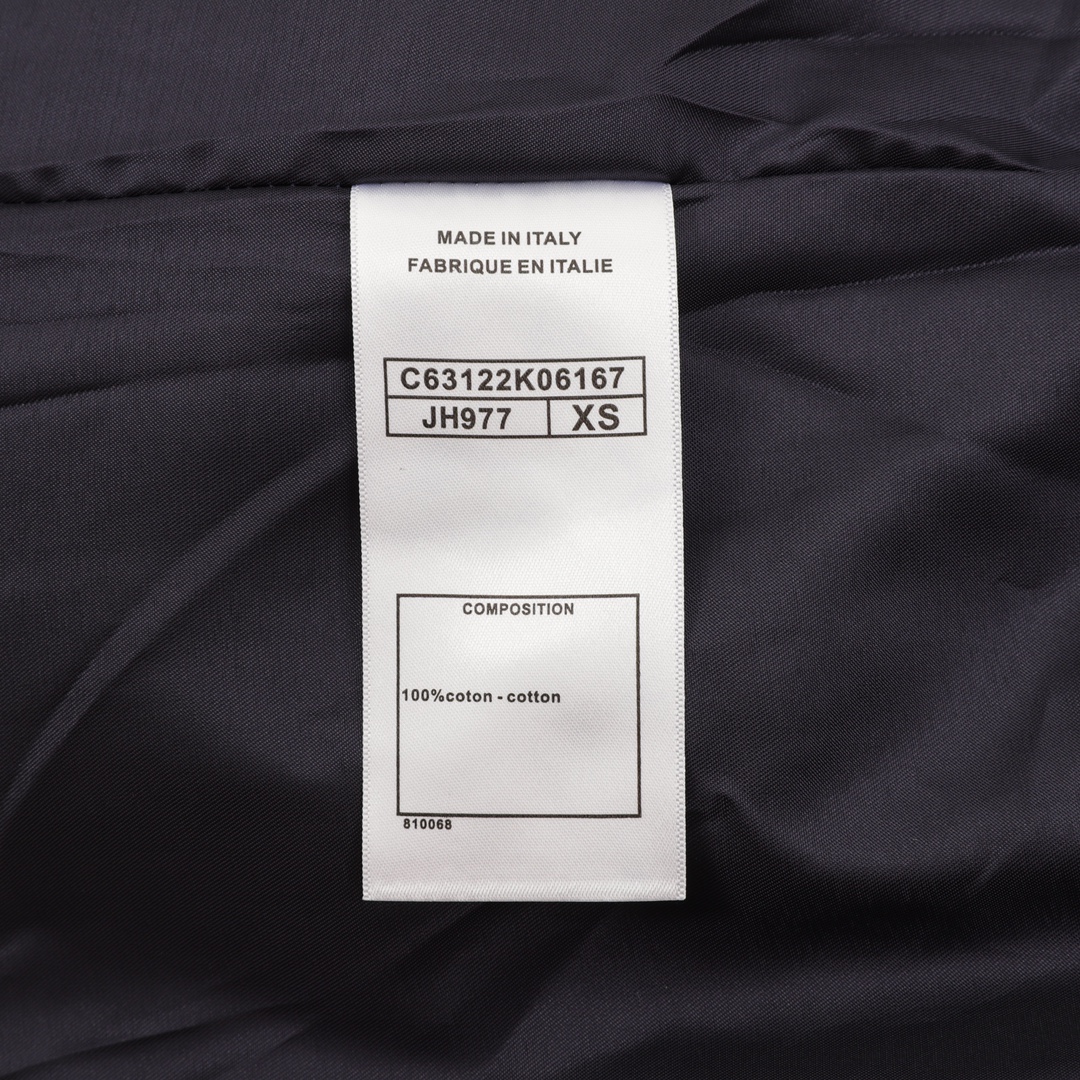 MADE IN ITALY
FABRIQUE EN ITALIE
C63122K06167
JH977 XS
COMPOSITION
100%coton - cotton
810068